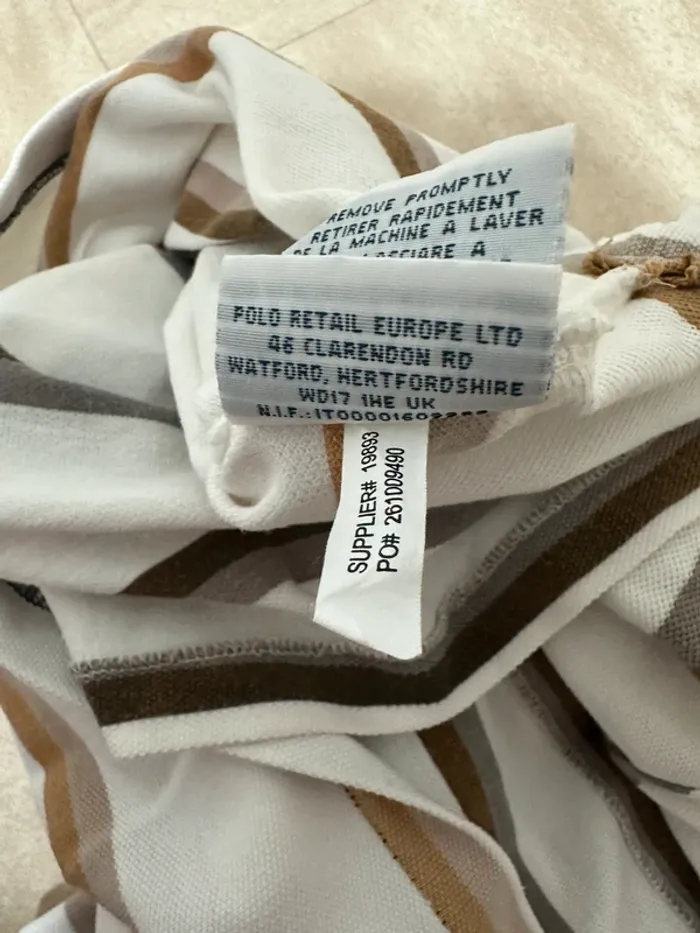 REMOVE PROMPTLY
RETIRER RAPIDEMENT
DE LA MACHINE À LAVER
LASCIARE A
POLO RETAIL EUROPE LTD
46 CLARENDON RD
WATFORD, HERTFORDSHIRE
WD17 1HE UK
N.I.F.:
SUPPLIER# 19893
PO# 261009490